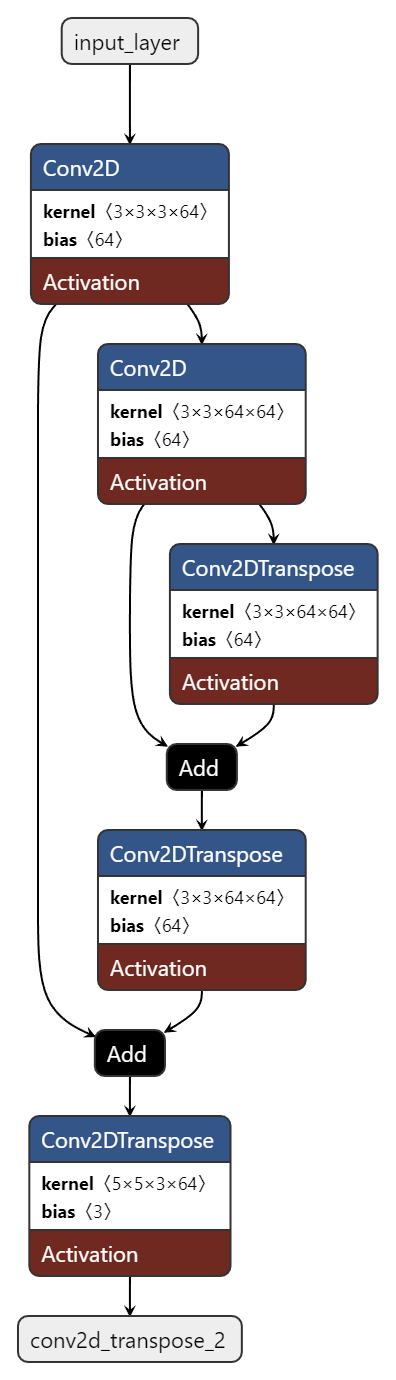 input_layer
Conv2D
kernel〈3×3×3×64〉
bias〈64〉
Activation
Conv2D
kernel〈3×3×64×64〉
bias〈64〉
Activation
Conv2DTranspose
kernel〈3×3×64×64〉
bias〈64〉
Activation
Add
Conv2DTranspose
kernel〈3×3×64×64〉
bias〈64〉
Activation
Add
Conv2DTranspose
kernel〈5×5×3×64〉
bias〈3〉
Activation
conv2d_transpose_2